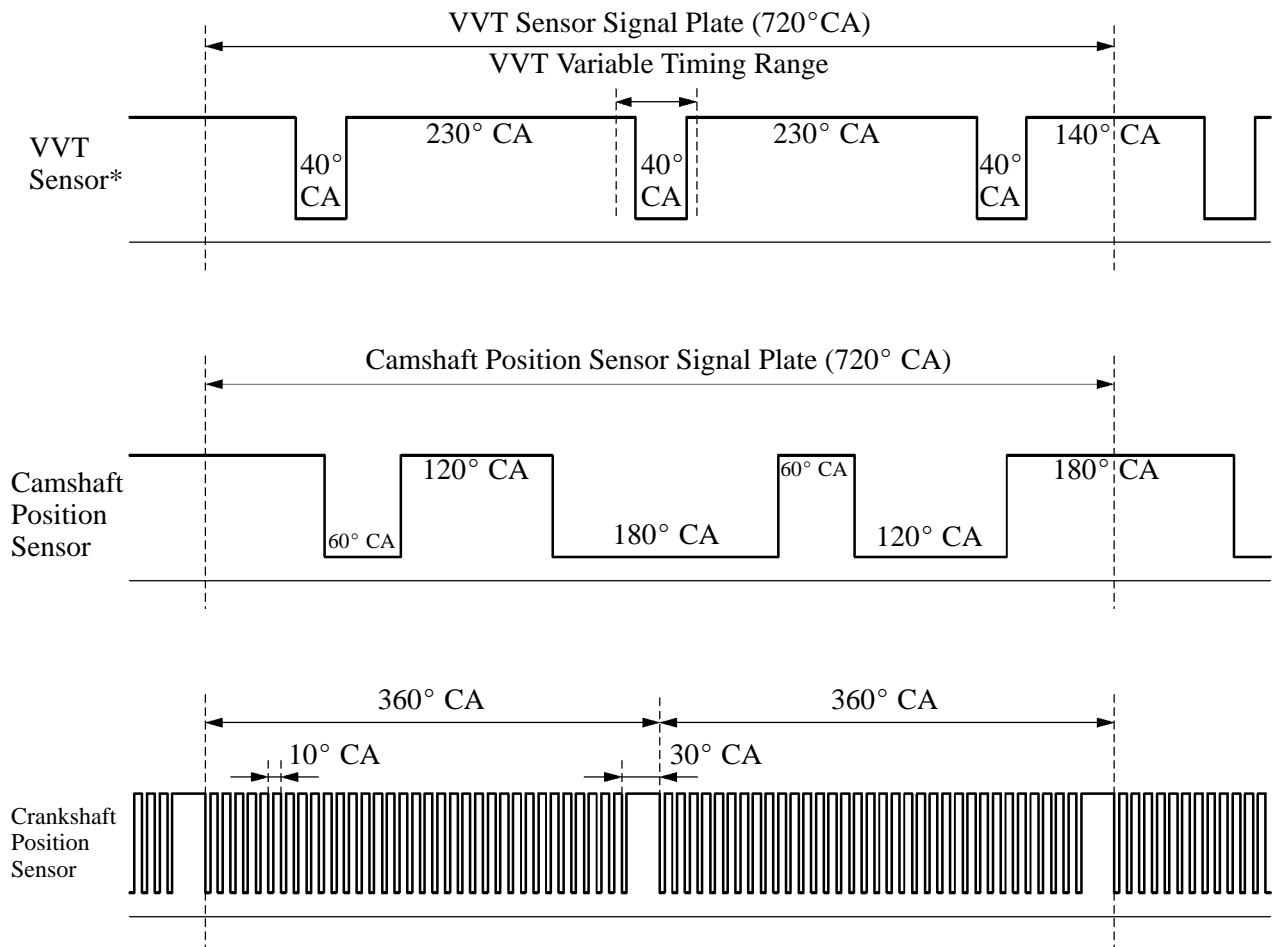 VVT Sensor Signal Plate (720°CA)
VVT Variable Timing Range
VVT
Sensor*
40°
CA
230° CA
40°
CA
230° CA
40°
CA
140° CA
Camshaft Position Sensor Signal Plate (720° CA)
Camshaft
Position
Sensor
60° CA
120° CA
180° CA
60° CA
120° CA
180° CA
360° CA
360° CA
10° CA
30° CA
Crankshaft
Position
Sensor